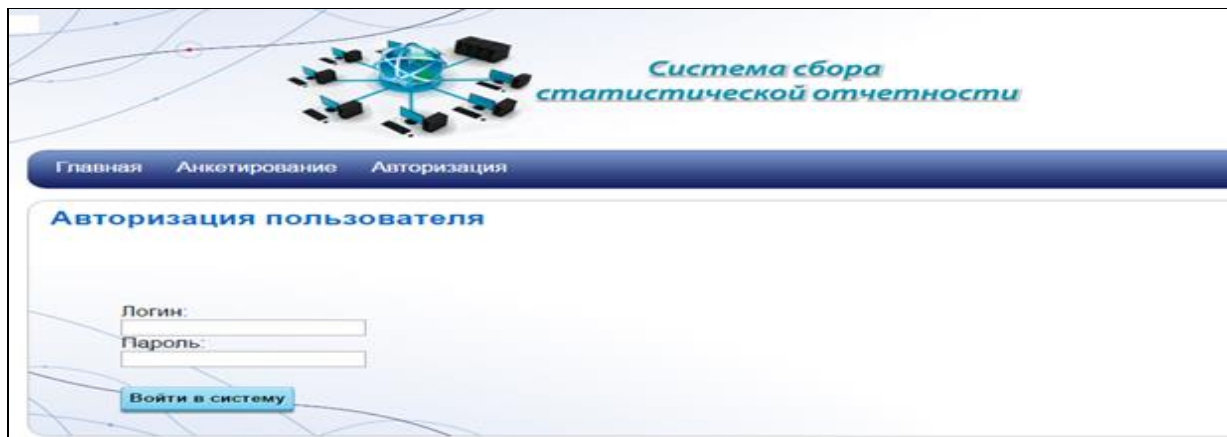 Система сбора
статистической отчетности
Главная Анкетирование Авторизация
Авторизация пользователя
Логин:
Пароль:
Войти в систему